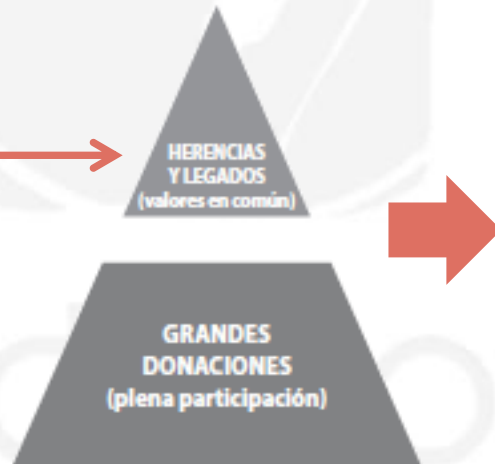 HERENCIAS
Y LEGADOS
(valores en común)
GRANDES
DONACIONES
(plena participación)